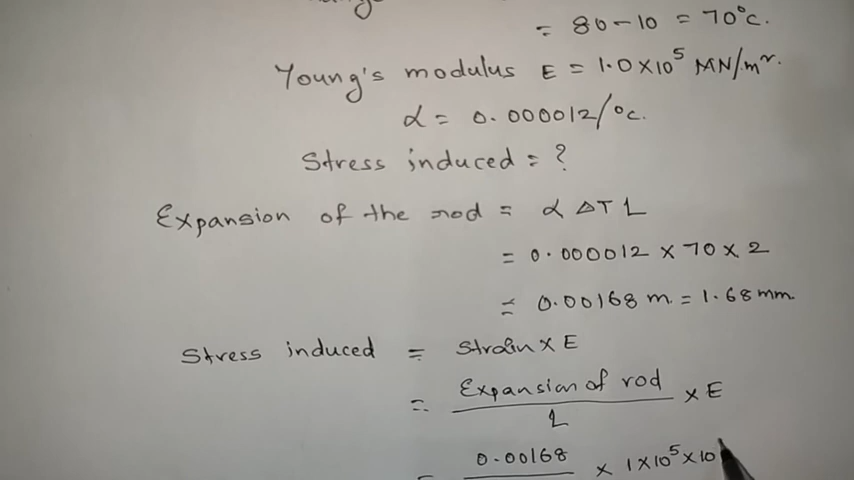 = 80-10 = 70°c.
Young's modulus E = 1.0×10⁵ MN/m².
α = 0.000012/°c.
Stress induced = ?
Expansion of the rod = α ΔT L
= 0.000012 × 70 × 2
= 0.00168 m = 1.68 mm.
Stress induced = Strain × E
= Expansion of rod / L × E
= 0.00168 × 1×10⁵×10